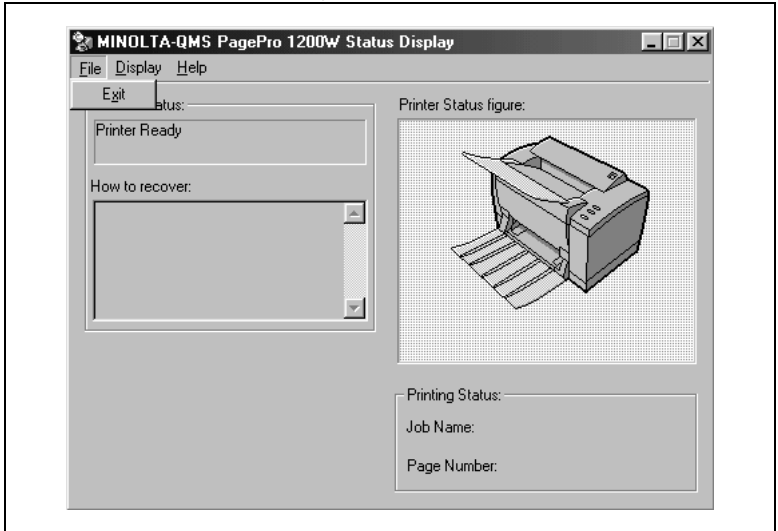 MINOLTA-QMS PagePro 1200W Status Display
File Display Help
Exit
atus:
Printer Ready
How to recover:
Printer Status figure:
Printing Status:
Job Name:
Page Number: